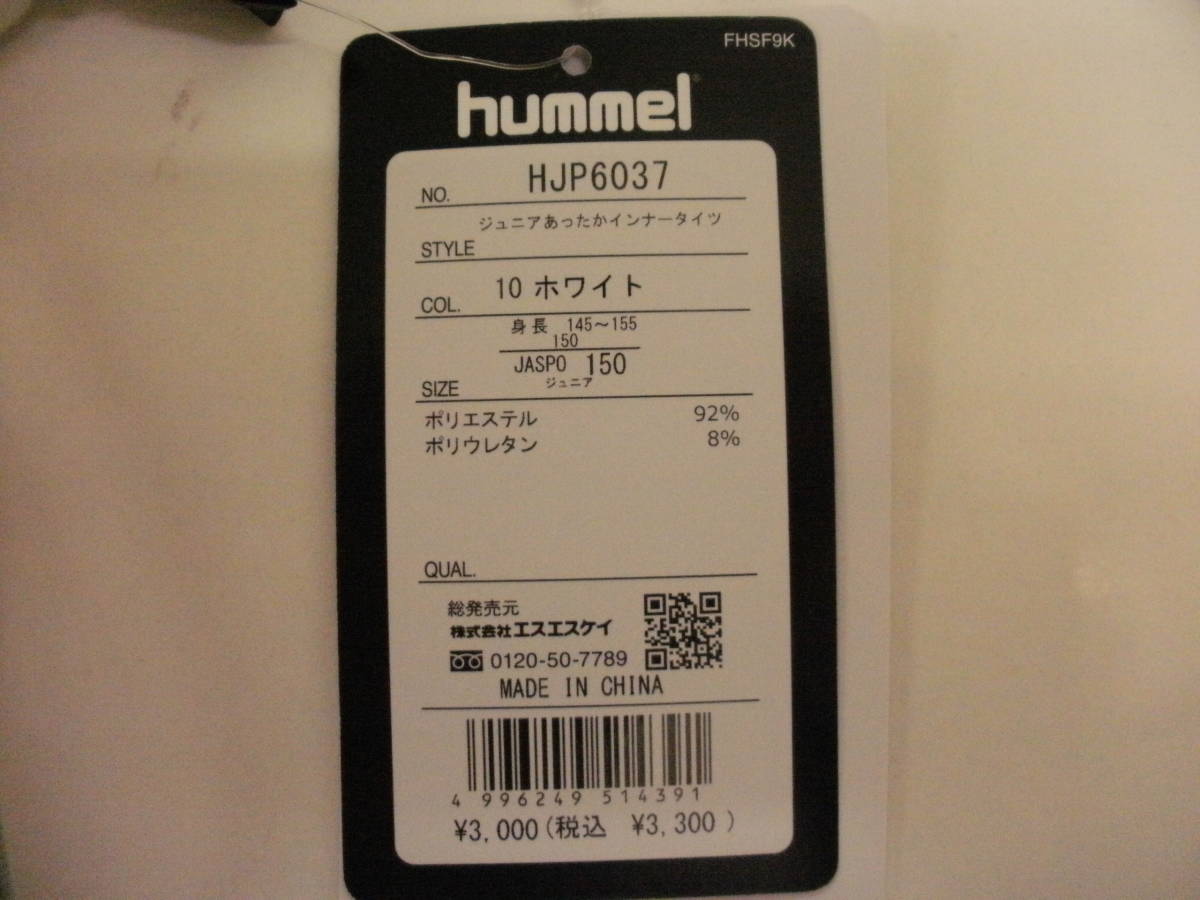 FHSF9K
hummel
NO. HJP6037
ジュニアあったかインナータイツ
STYLE
COL. 10 ホワイト
身長 145～155
150
JASPO 150
ジュニア
SIZE
ポリエステル 92%
ポリウレタン 8%
QUAL.
総発売元
株式会社エスエスケイ
0120-50-7789
MADE IN CHINA
4 996249 514391
¥3,000(税込 ¥3,300 )